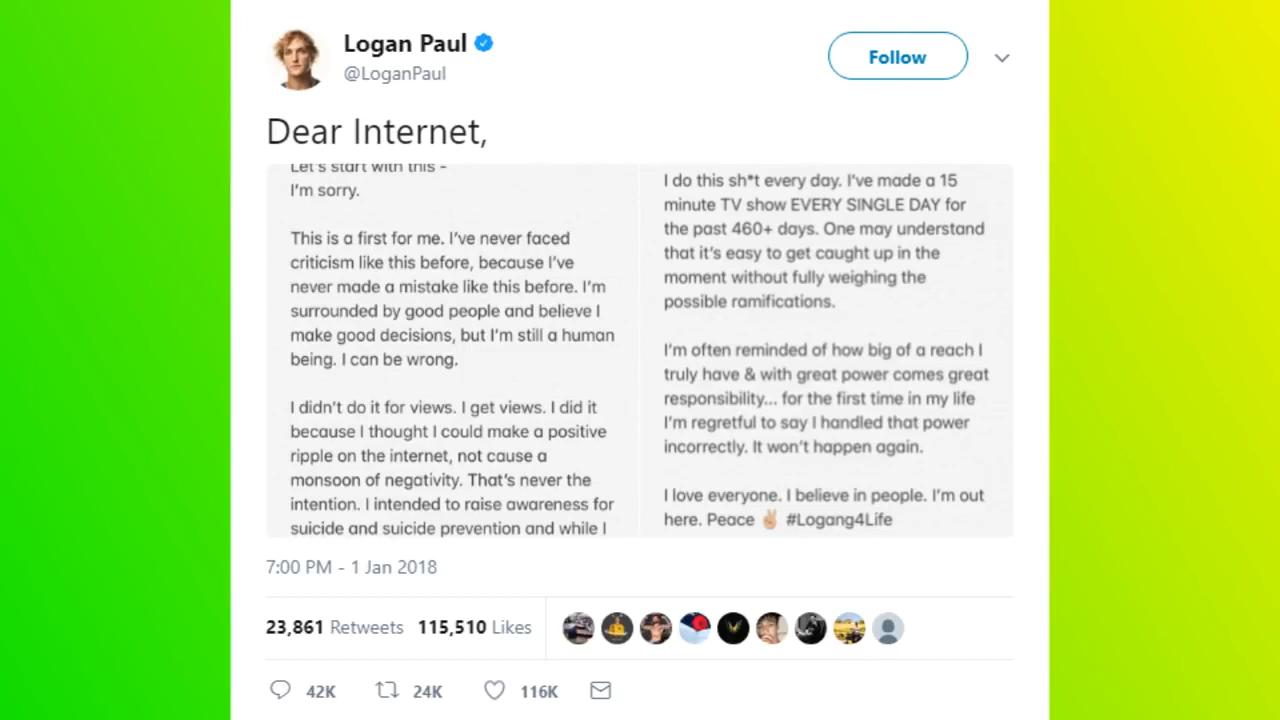 Logan Paul
@LoganPaul
Follow
Dear Internet,
Let's start with this -
I'm sorry.
This is a first for me. I've never faced
criticism like this before, because I've
never made a mistake like this before. I'm
surrounded by good people and believe I
make good decisions, but I'm still a human
being. I can be wrong.
I didn't do it for views. I get views. I did it
because I thought I could make a positive
ripple on the internet, not cause a
monsoon of negativity. That's never the
intention. I intended to raise awareness for
suicide and suicide prevention and while I
I do this sh*t every day. I've made a 15
minute TV show EVERY SINGLE DAY for
the past 460+ days. One may understand
that it's easy to get caught up in the
moment without fully weighing the
possible ramifications.
I'm often reminded of how big of a reach I
truly have & with great power comes great
responsibility... for the first time in my life
I'm regretful to say I handled that power
incorrectly. It won't happen again.
I love everyone. I believe in people. I'm out
here. Peace ✌🏼 #Logang4Life
7:00 PM - 1 Jan 2018
23,861 Retweets 115,510 Likes
42K 24K 116K